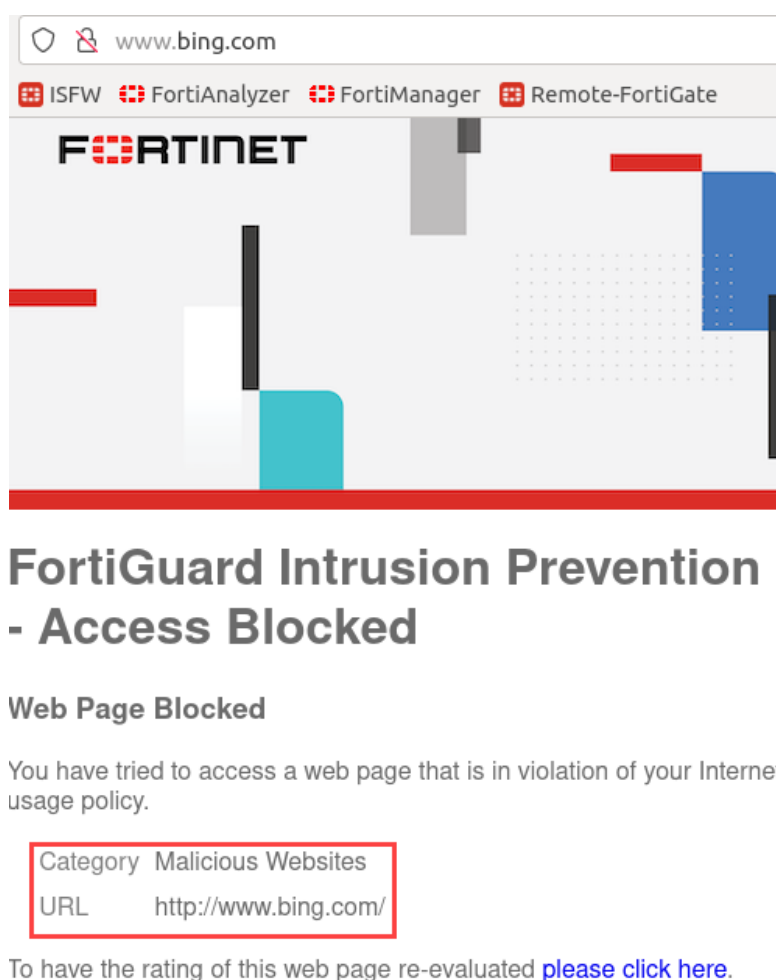 www.bing.com
ISFW FortiAnalyzer FortiManager Remote-FortiGate
FORTINET
FortiGuard Intrusion Prevention
- Access Blocked
Web Page Blocked
You have tried to access a web page that is in violation of your Internet
usage policy.
Category Malicious Websites
URL http://www.bing.com/
To have the rating of this web page re-evaluated please click here.